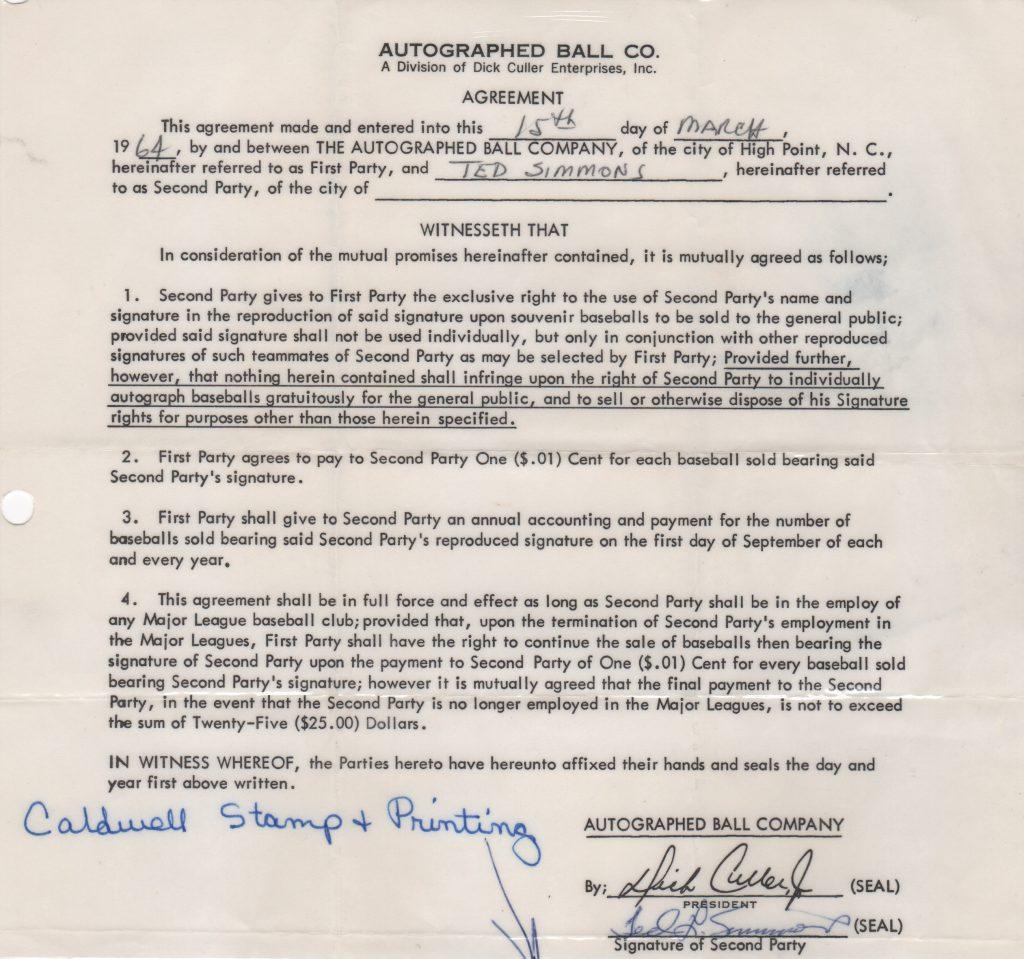 AUTOGRAPHED BALL CO.
A Division of Dick Culler Enterprises, Inc.
AGREEMENT
This agreement made and entered into this 15th day of MARCH,
1964, by and between THE AUTOGRAPHED BALL COMPANY, of the city of High Point, N. C.,
hereinafter referred to as First Party, and TED SIMMONS, hereinafter referred
to as Second Party, of the city of .
WITNESSETH THAT
In consideration of the mutual promises hereinafter contained, it is mutually agreed as follows;
1. Second Party gives to First Party the exclusive right to the use of Second Party's name and
signature in the reproduction of said signature upon souvenir baseballs to be sold to the general public;
provided said signature shall not be used individually, but only in conjunction with other reproduced
signatures of such teammates of Second Party as may be selected by First Party; Provided further,
however, that nothing herein contained shall infringe upon the right of Second Party to individually
autograph baseballs gratuitously for the general public, and to sell or otherwise dispose of his Signature
rights for purposes other than those herein specified.
2. First Party agrees to pay to Second Party One ($.01) Cent for each baseball sold bearing said
Second Party's signature.
3. First Party shall give to Second Party an annual accounting and payment for the number of
baseballs sold bearing said Second Party's reproduced signature on the first day of September of each
and every year.
4. This agreement shall be in full force and effect as long as Second Party shall be in the employ of
any Major League baseball club; provided that, upon the termination of Second Party's employment in
the Major Leagues, First Party shall have the right to continue the sale of baseballs then bearing the
signature of Second Party upon the payment to Second Party of One ($.01) Cent for every baseball sold
bearing Second Party's signature; however it is mutually agreed that the final payment to the Second
Party, in the event that the Second Party is no longer employed in the Major Leagues, is not to exceed
the sum of Twenty-Five ($25.00) Dollars.
IN WITNESS WHEREOF, the Parties hereto have hereunto affixed their hands and seals the day and
year first above written.
Caldwell Stamp + Printing
AUTOGRAPHED BALL COMPANY
By; Dick Culler, Jr (SEAL)
PRESIDENT
Ted L. Simmons (SEAL)
Signature of Second Party